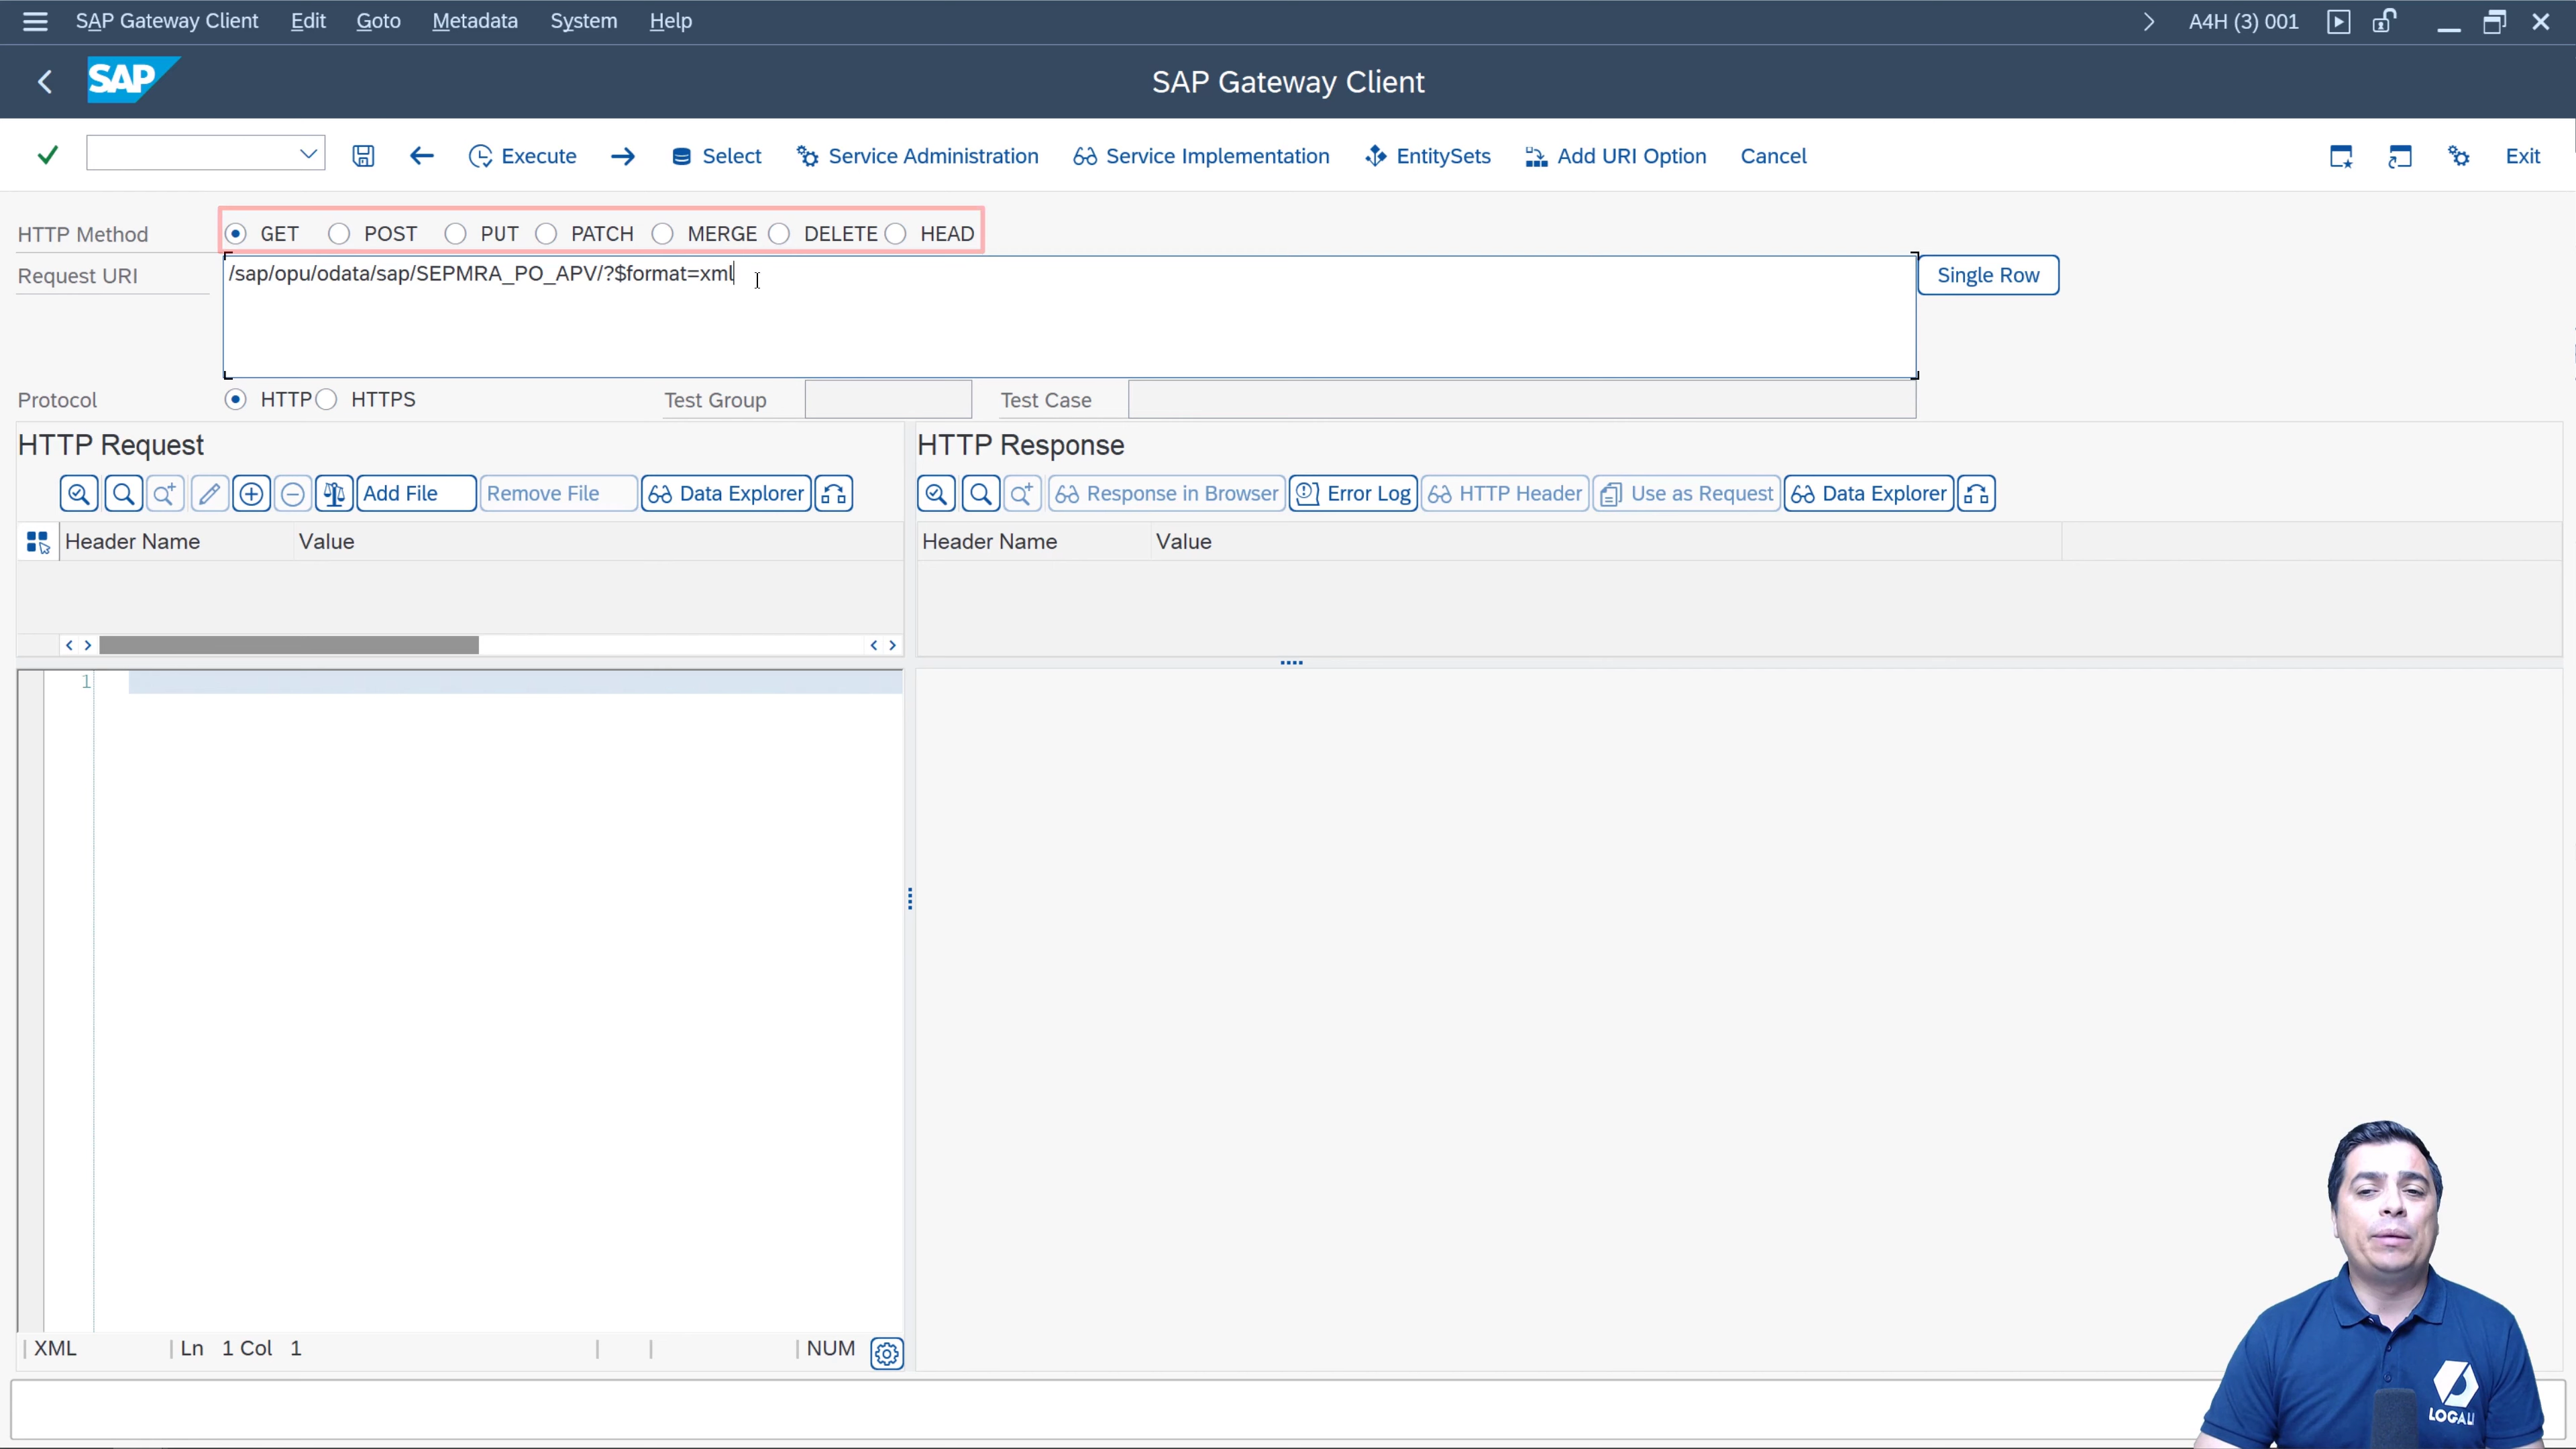 SAP Gateway Client Edit Goto Metadata System Help A4H (3) 001
SAP SAP Gateway Client
Execute Select Service Administration Service Implementation EntitySets Add URI Option Cancel Exit
HTTP Method GET POST PUT PATCH MERGE DELETE HEAD
Request URI /sap/opu/odata/sap/SEPMRA_PO_APV/?$format=xml Single Row
Protocol HTTP HTTPS Test Group Test Case
HTTP Request
Add File Remove File Data Explorer
Header Name Value
1
XML Ln 1 Col 1 NUM
HTTP Response
Response in Browser Error Log HTTP Header Use as Request Data Explorer
Header Name Value
LOGALI